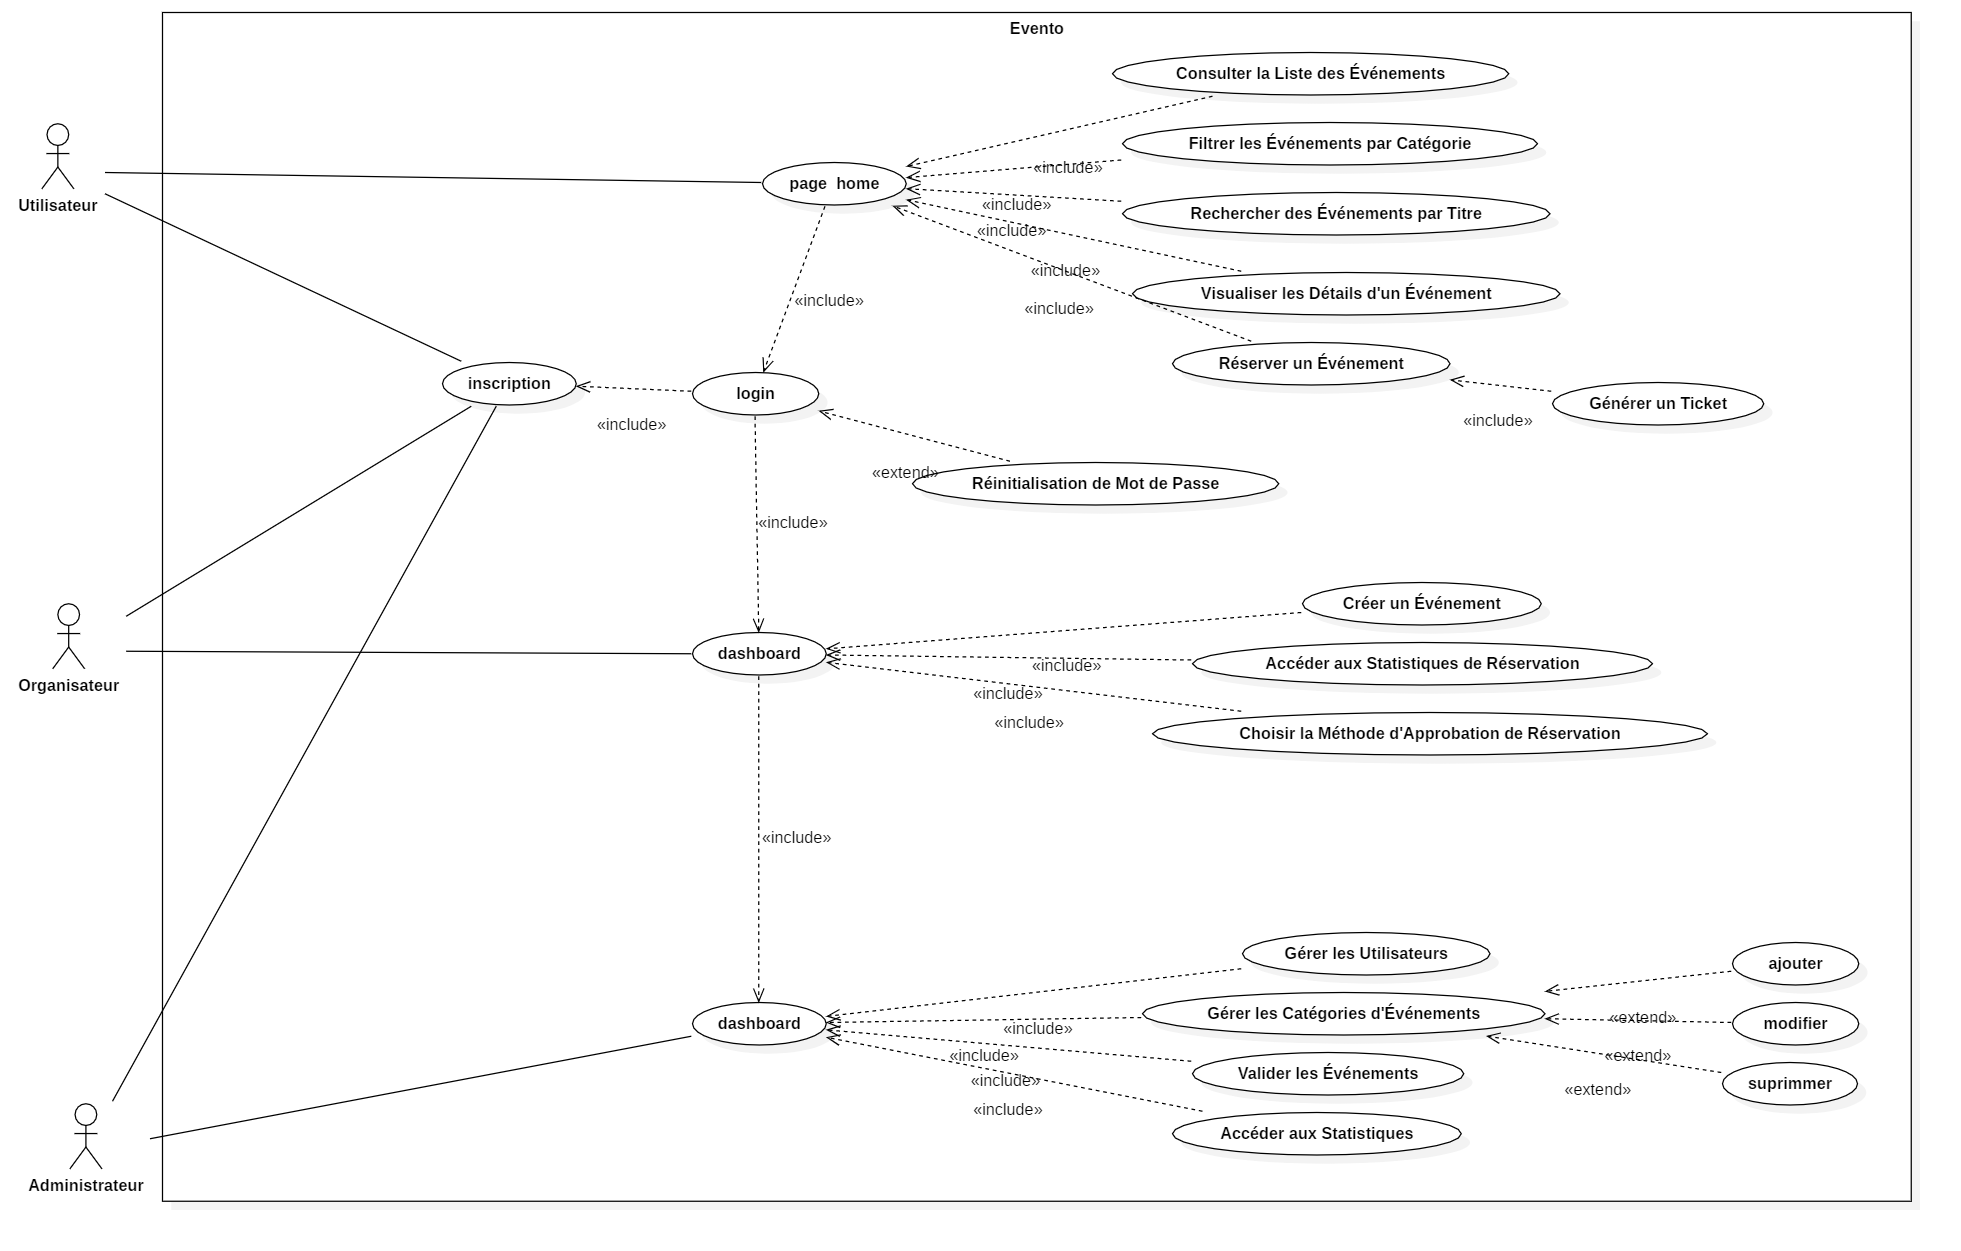 Evento
Consulter la Liste des Événements
Filtrer les Événements par Catégorie
«include»
Utilisateur
page  home
Rechercher des Événements par Titre
«include»
«include»
«include»
Visualiser les Détails d'un Événement
«include»
«include»
Réserver un Événement
inscription
login
Générer un Ticket
«include»
«include»
«extend»
Réinitialisation de Mot de Passe
«include»
Créer un Événement
Organisateur
dashboard
Accéder aux Statistiques de Réservation
«include»
«include»
«include»
Choisir la Méthode d'Approbation de Réservation
«include»
Gérer les Utilisateurs
ajouter
dashboard
Gérer les Catégories d'Événements
«extend»
modifier
«include»
«include»
«extend»
Valider les Événements
suprimmer
«include»
«extend»
«include»
Accéder aux Statistiques
Administrateur